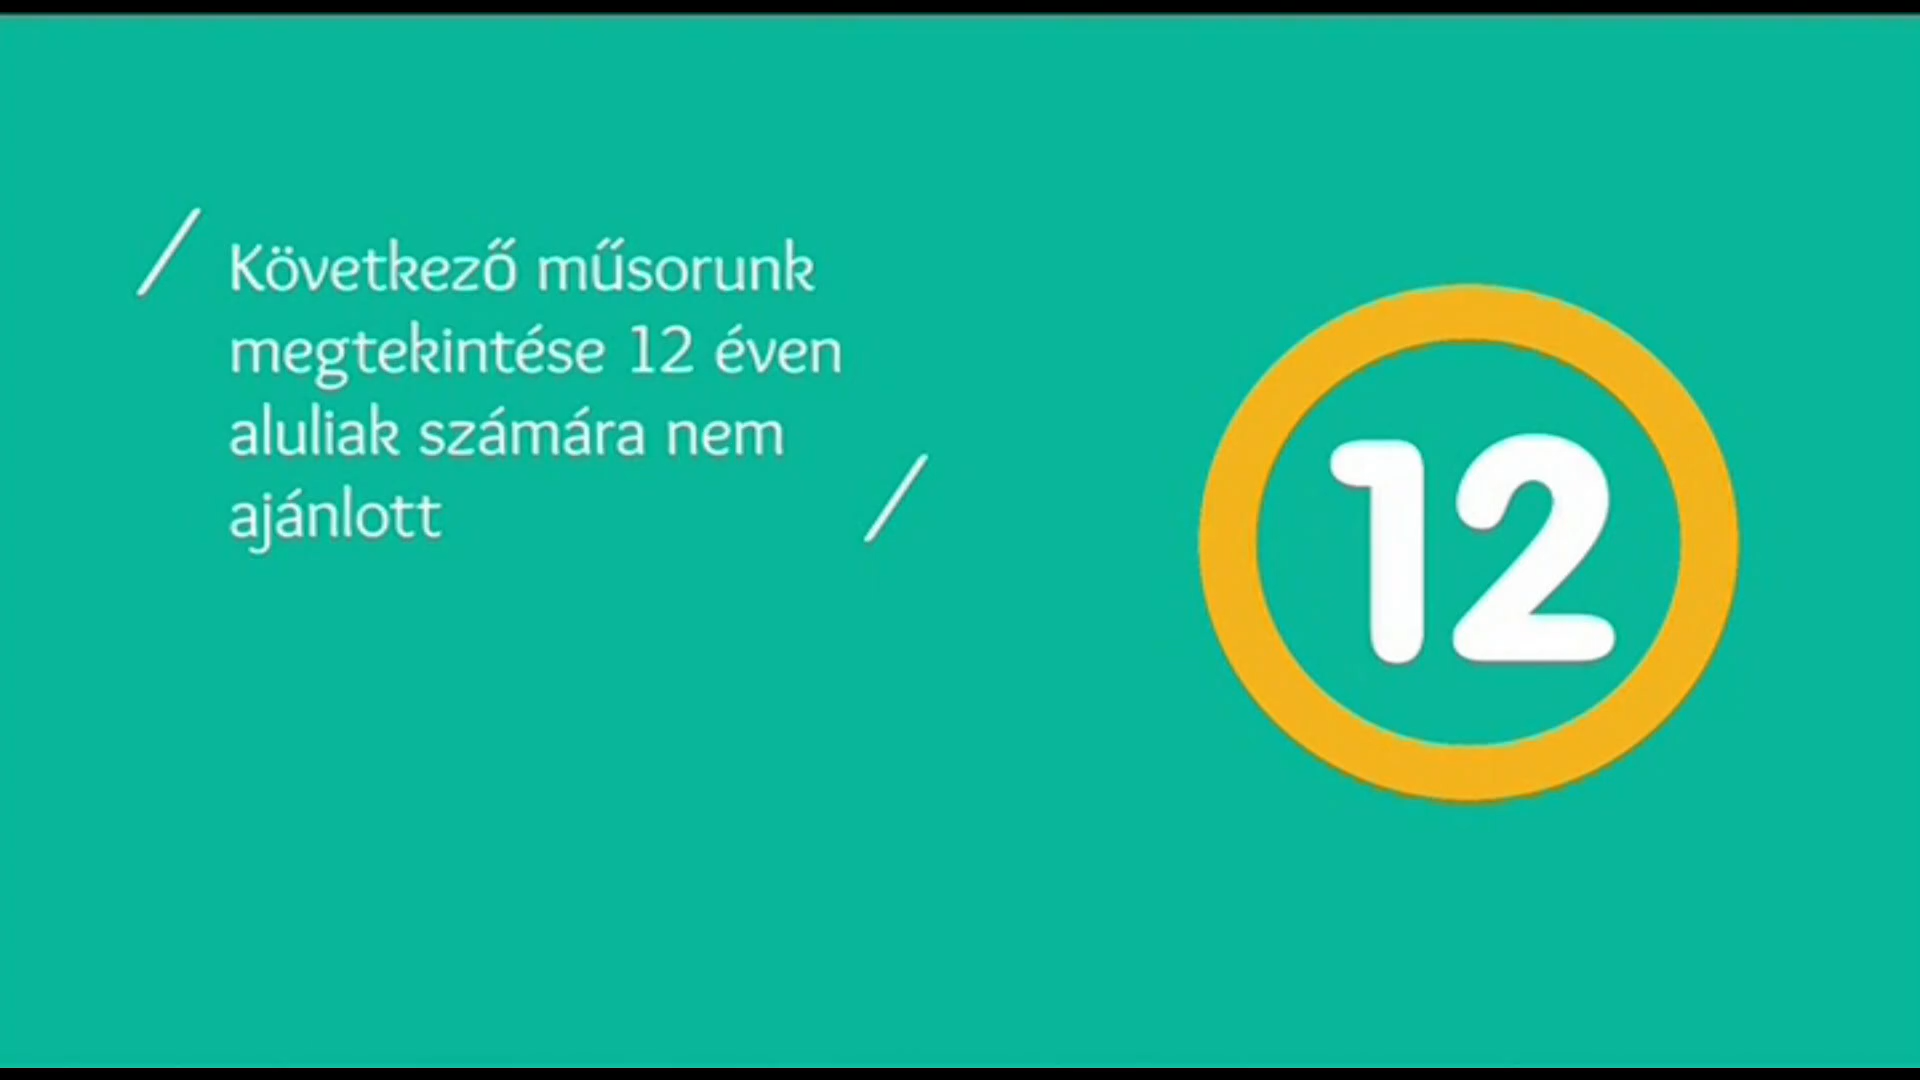 Következő műsorunk
megtekintése 12 éven
aluliak számára nem
ajánlott
12